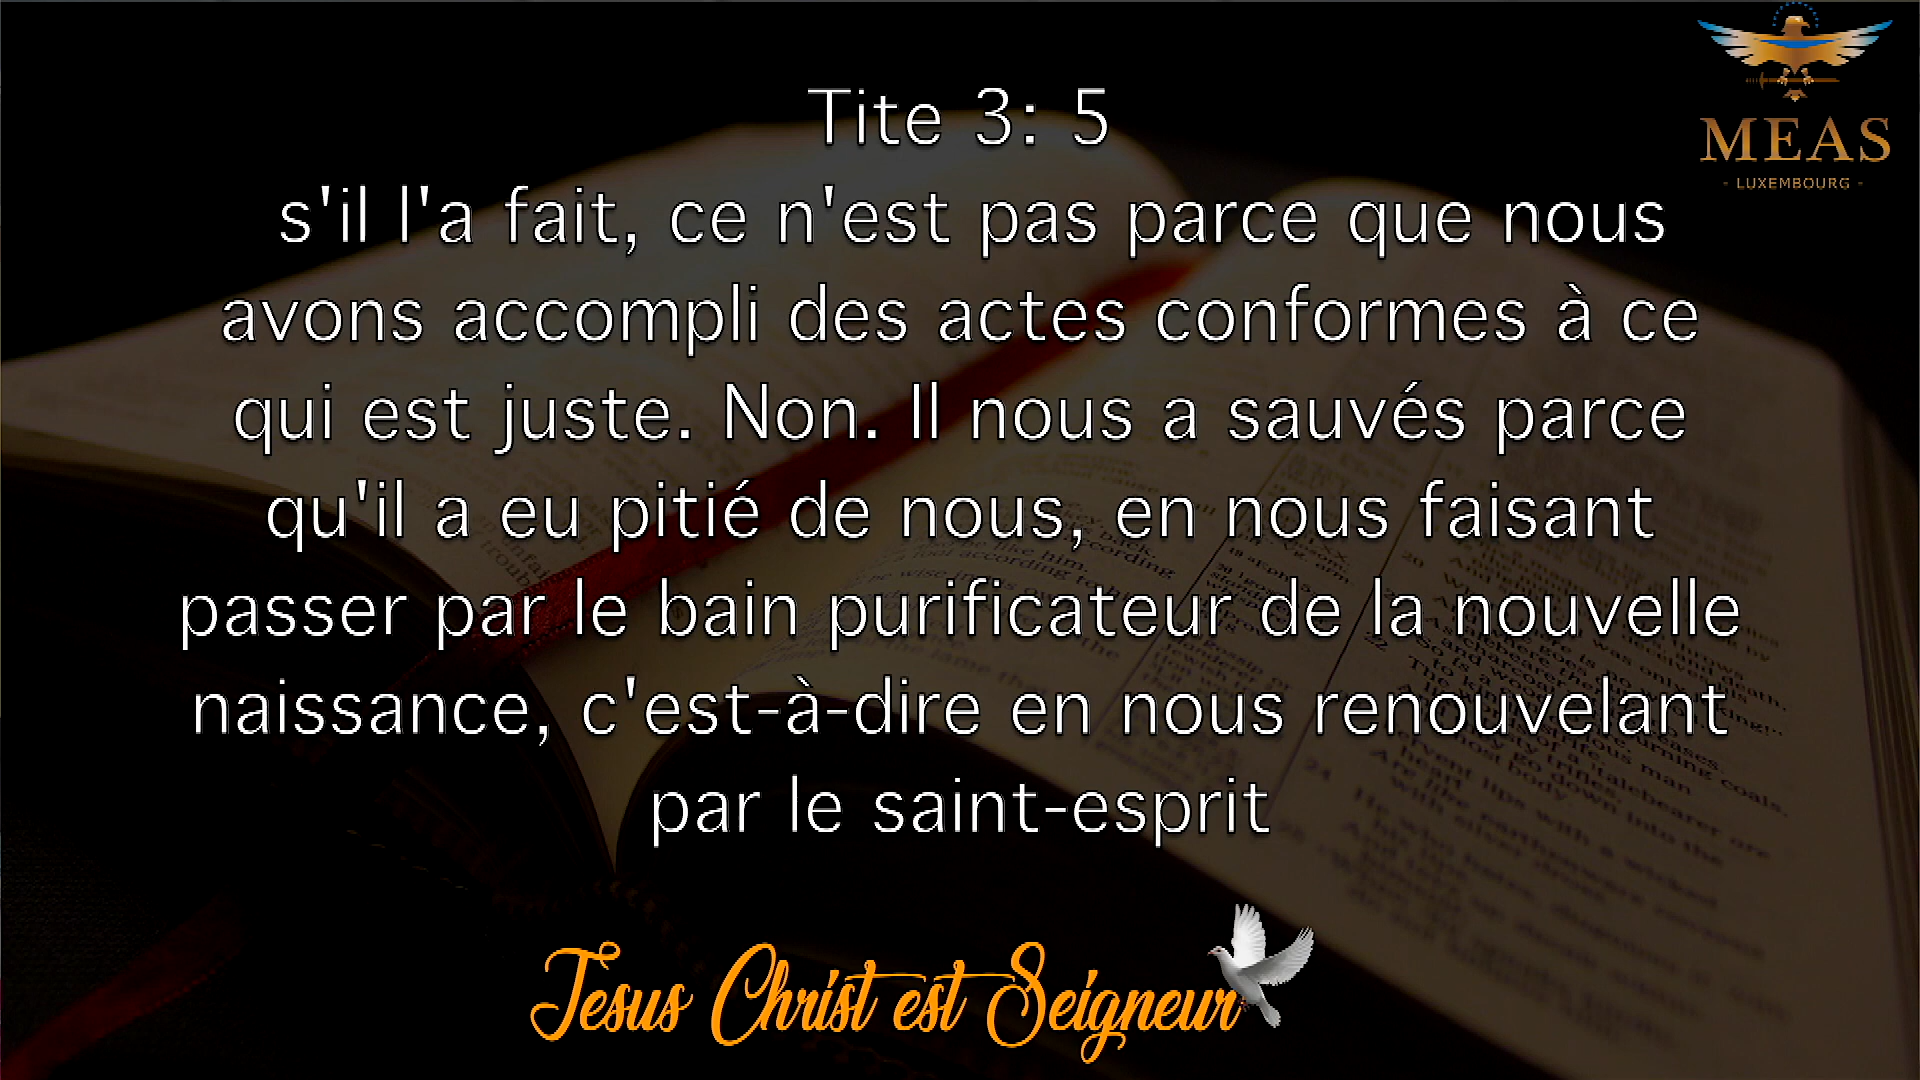 MEAS
- LUXEMBOURG -
Tite 3: 5
s'il l'a fait, ce n'est pas parce que nous
avons accompli des actes conformes à ce
qui est juste. Non. Il nous a sauvés parce
qu'il a eu pitié de nous, en nous faisant
passer par le bain purificateur de la nouvelle
naissance, c'est-à-dire en nous renouvelant
par le saint-esprit
Jesus Christ est Seigneur